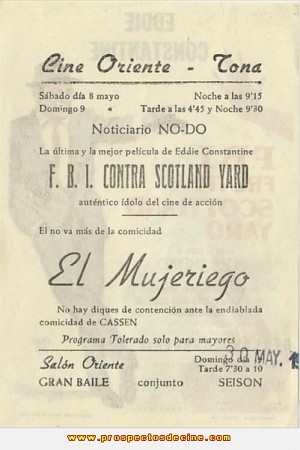 Cine Oriente - Tona
Sábado día 8 mayo Noche a las 9'15
Domingo 9 « Tarde a las 4'45 y Noche 9'30
Noticiario NO-DO
La última y la mejor película de Eddie Constantine
F. B. I. CONTRA SCOTLAND YARD
auténtico ídolo del cine de acción
El no va más de la comicidad
El Mujeriego
No hay diques de contención ante la endiablada
comicidad de CASSEN
Programa Tolerado solo para mayores
Salón Oriente Domingo día
Tarde 7'30 a 10
30 MAY. 19
GRAN BAILE conjunto SEISON
www.prospectosdecine.com